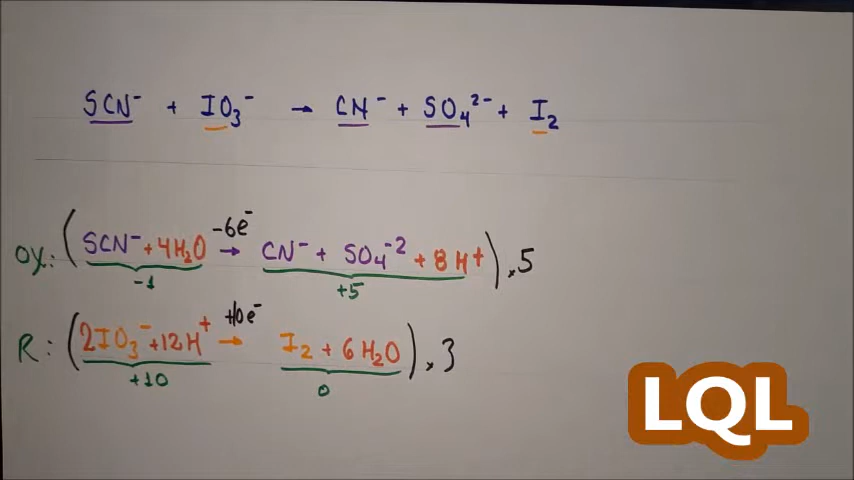 SCN⁻ + IO₃⁻ → CN⁻ + SO₄²⁻ + I₂
OX: (SCN⁻ + 4H₂O -6e⁻ → CN⁻ + SO₄⁻² + 8H⁺) . 5
-1 +5
R: (2IO₃⁻ + 12H⁺ +10e⁻ → I₂ + 6H₂O) . 3
+10 0
LQL